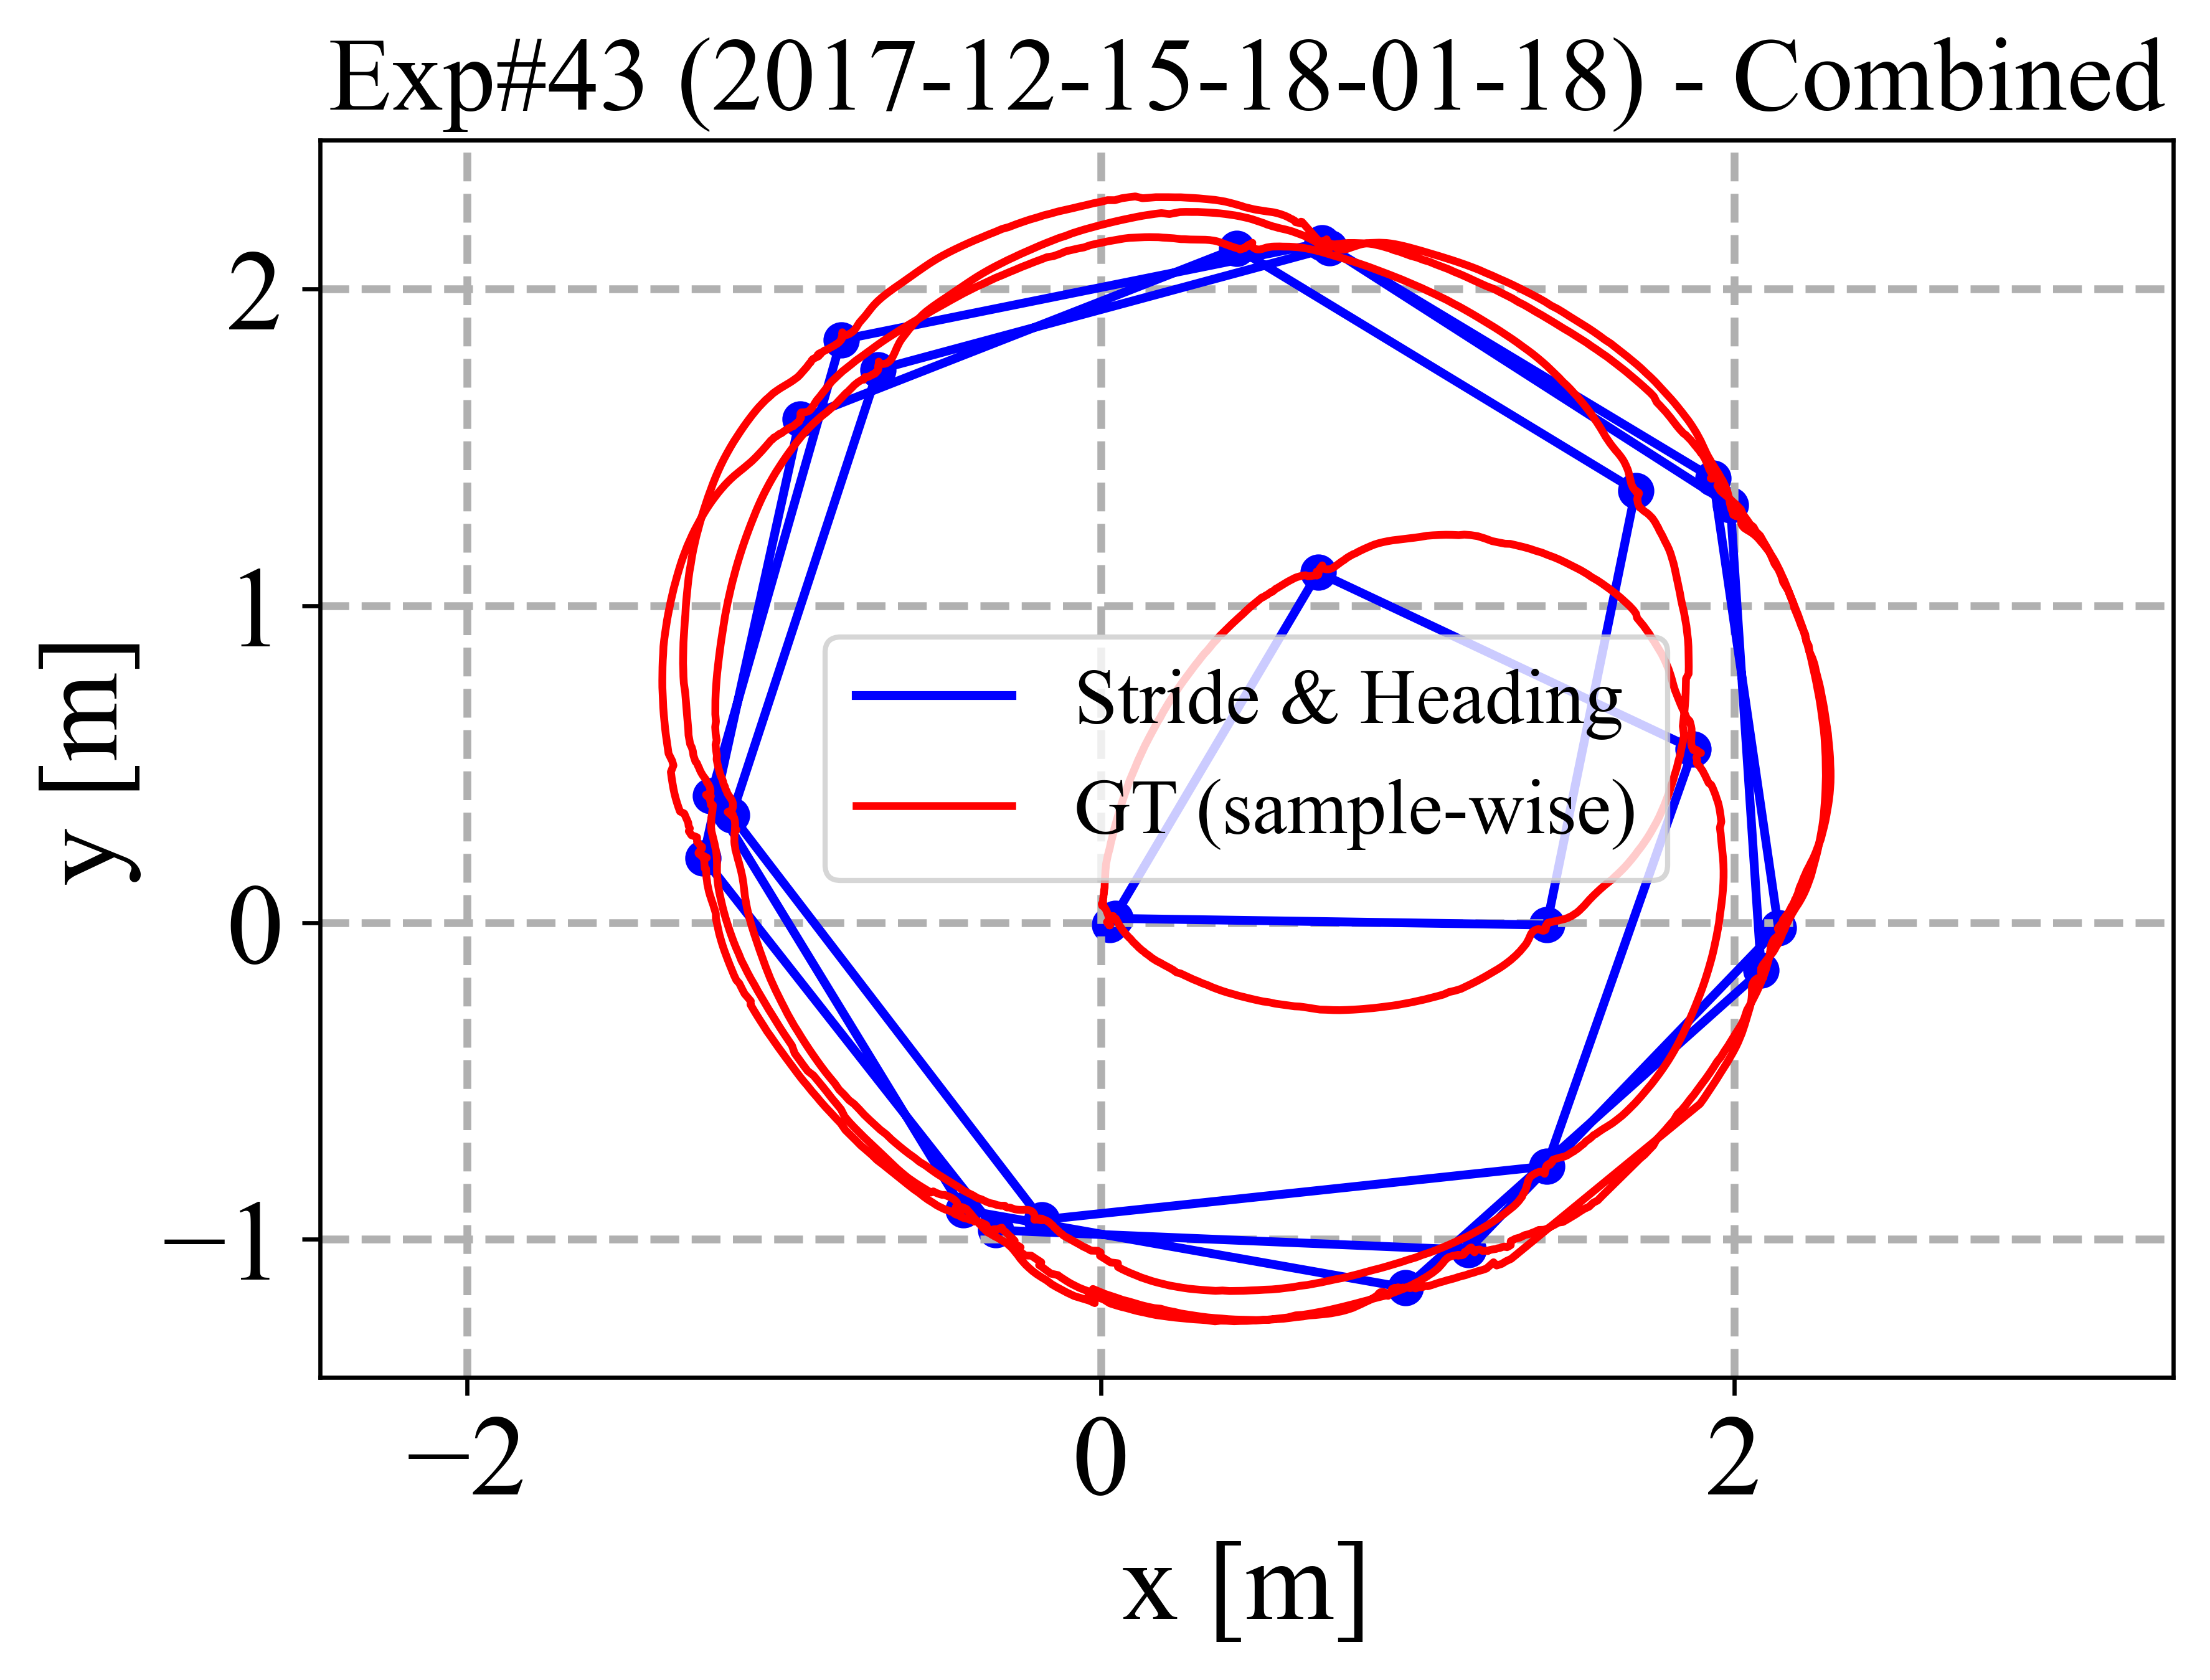 Exp#43 (2017-12-15-18-01-18) - Combined
y [m]
2
1
0
−1
Stride & Heading
GT (sample-wise)
−2
0
2
x [m]